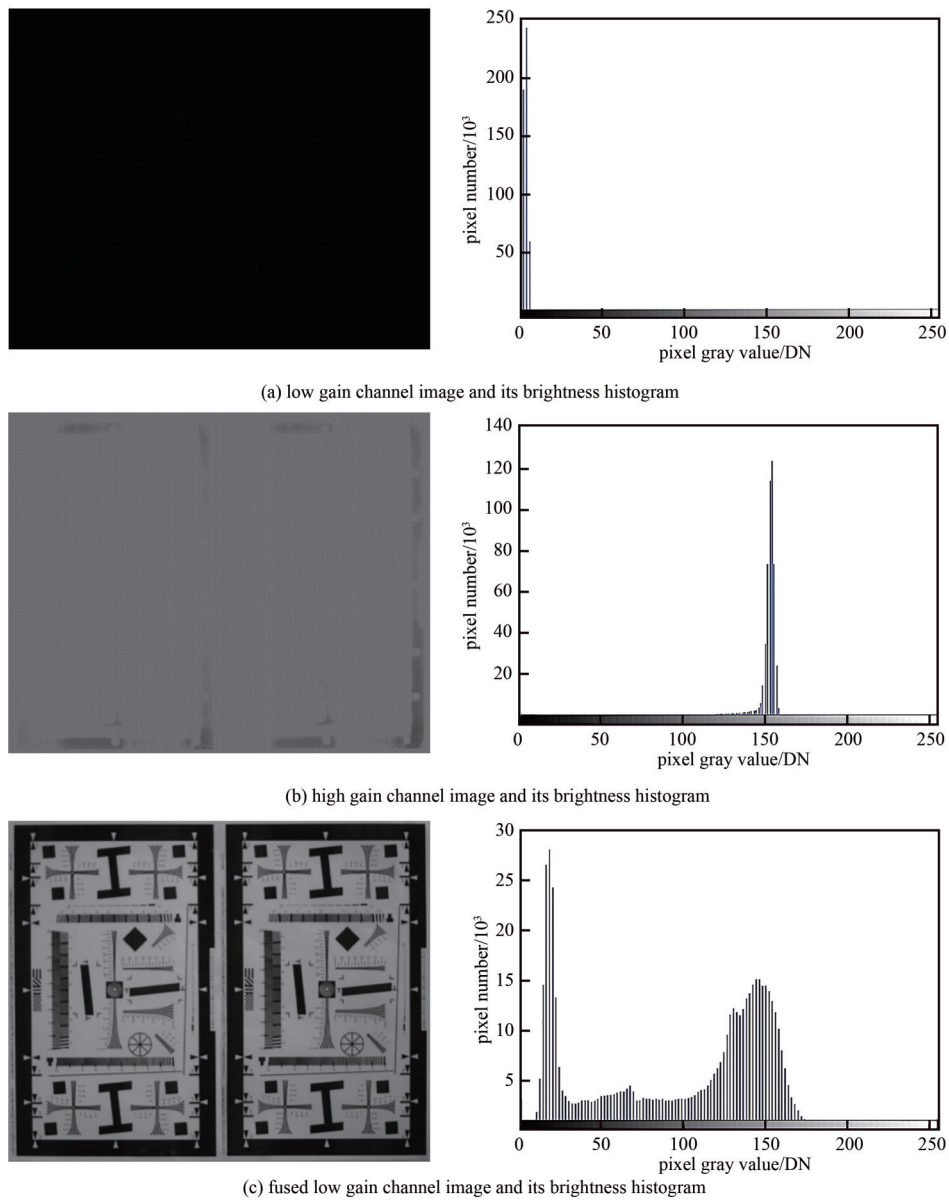 250
200
150
100
50
pixel number/10³
0 50 100 150 200 250
pixel gray value/DN
(a) low gain channel image and its brightness histogram
140
120
100
80
60
40
20
pixel number/10³
0 50 100 150 200 250
pixel gray value/DN
(b) high gain channel image and its brightness histogram
30
25
20
15
10
5
pixel number/10³
0 50 100 150 200 250
pixel gray value/DN
(c) fused low gain channel image and its brightness histogram